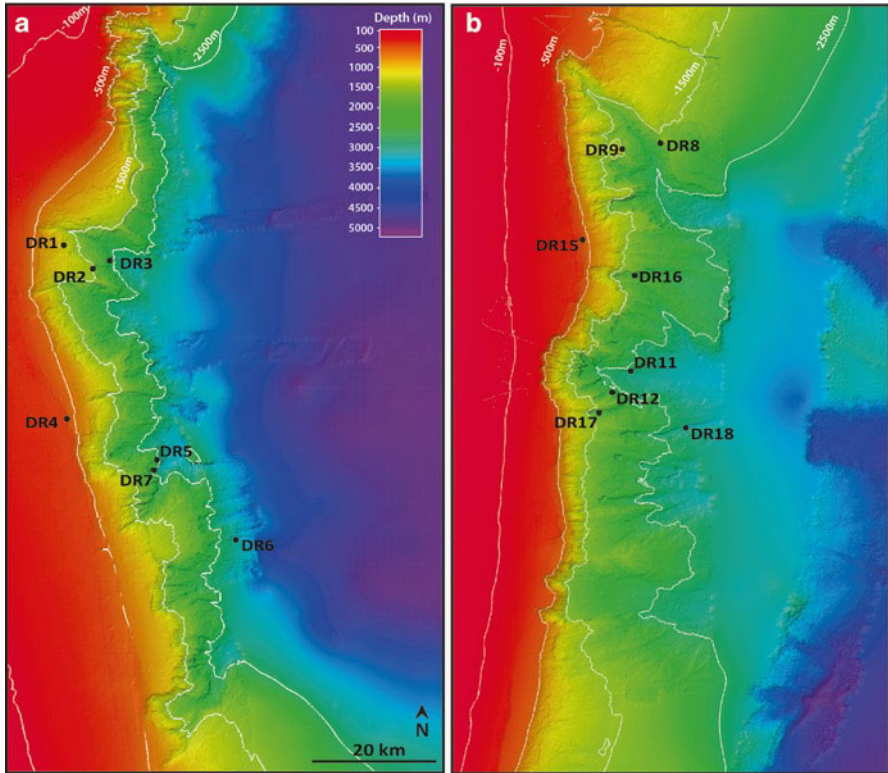 a
-100m
-500m
-2500m
-1500m
Depth (m)
100
500
1000
1500
2000
2500
3000
3500
4000
4500
5000
DR1
DR2
DR3
DR4
DR5
DR7
DR6
N
20 km
b
-100m
-500m
-1500m
-2500m
DR9
DR8
DR15
DR16
DR11
DR12
DR17
DR18